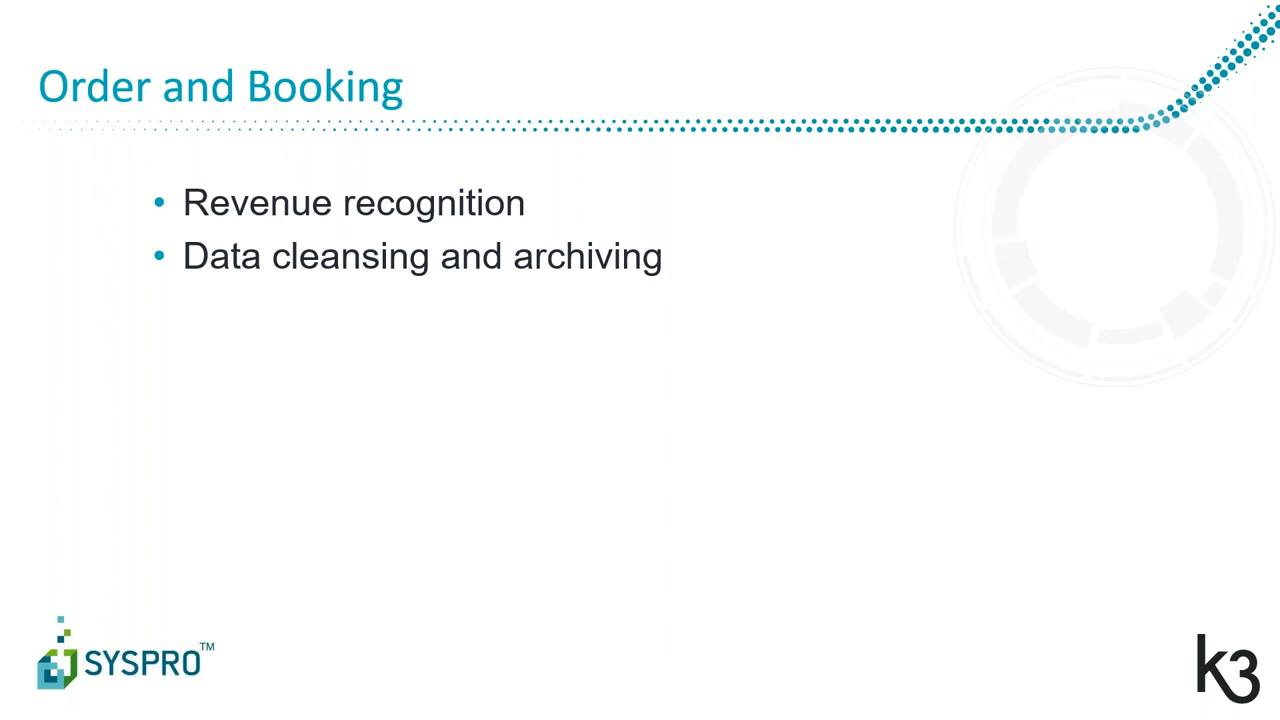 Order and Booking
• Revenue recognition
• Data cleansing and archiving
SYSPRO™
k3